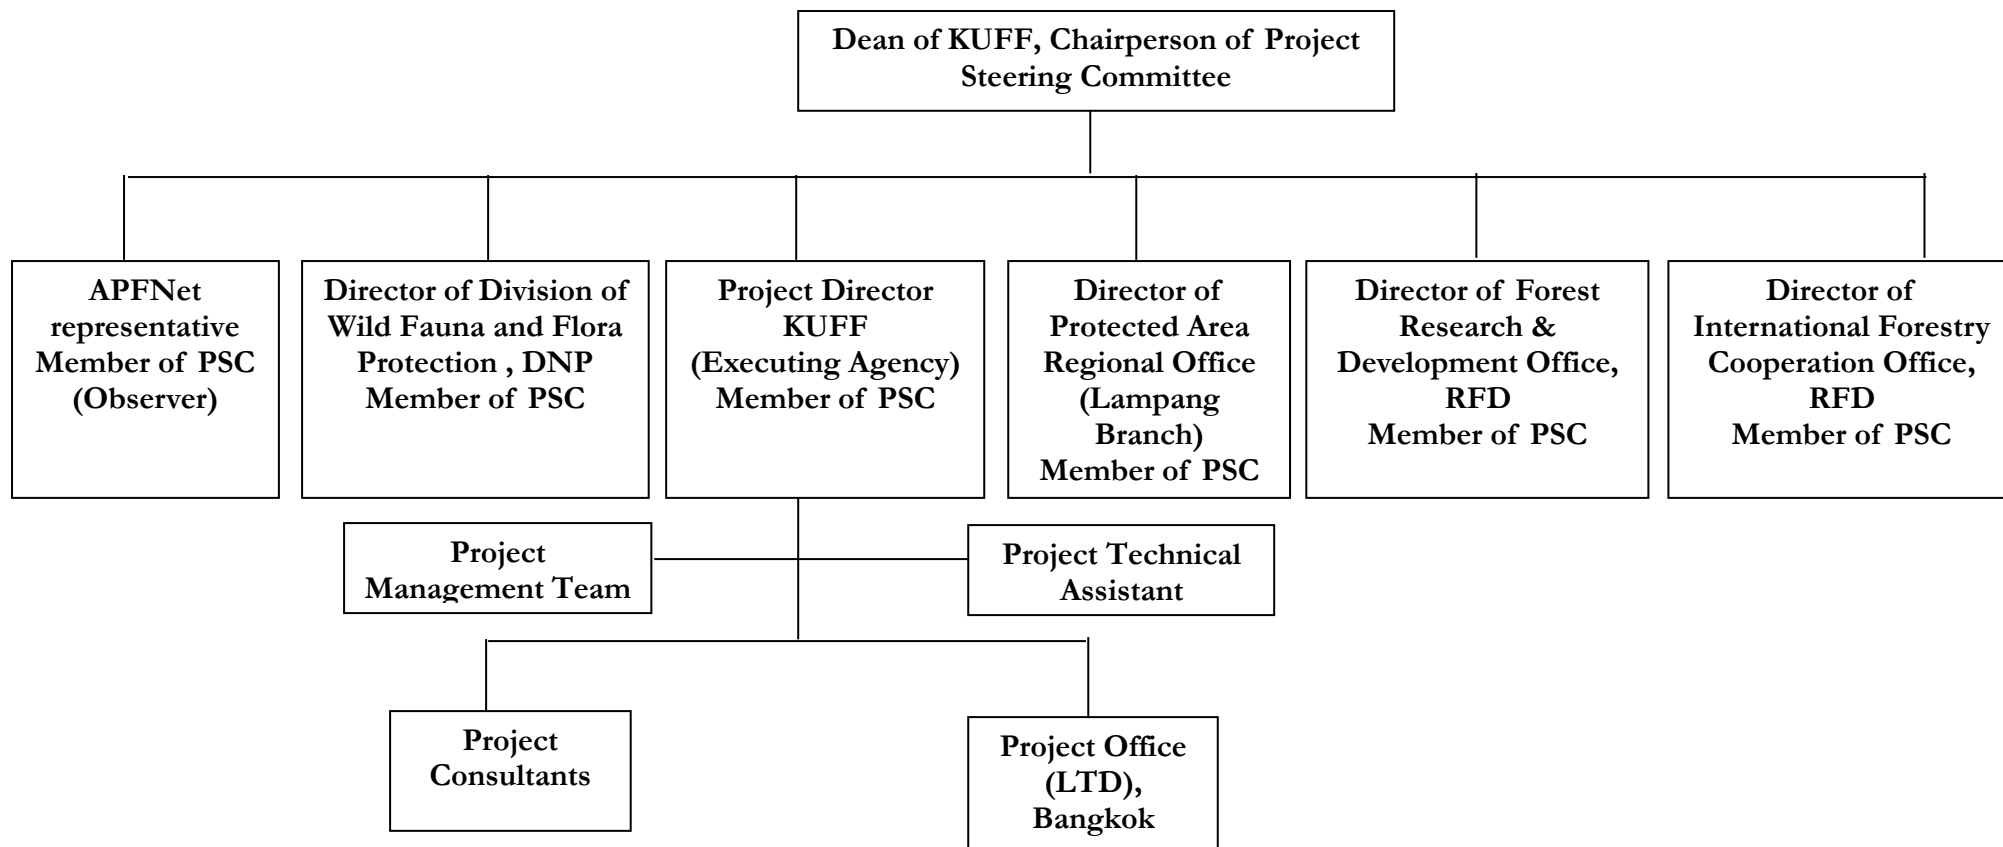 Dean of KUFF, Chairperson of Project
Steering Committee
APFNet
representative
Member of PSC
(Observer)
Director of Division of
Wild Fauna and Flora
Protection , DNP
Member of PSC
Project Director
KUFF
(Executing Agency)
Member of PSC
Director of
Protected Area
Regional Office
(Lampang
Branch)
Member of PSC
Director of Forest
Research &
Development Office,
RFD
Member of PSC
Director of
International Forestry
Cooperation Office,
RFD
Member of PSC
Project
Management Team
Project Technical
Assistant
Project
Consultants
Project Office
(LTD),
Bangkok